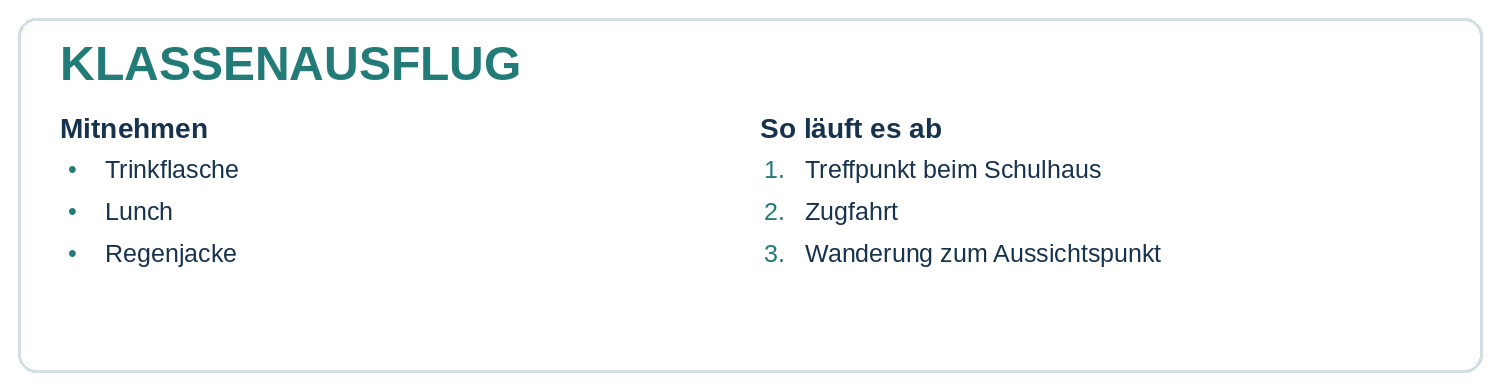 KLASSENAUSFLUG
Mitnehmen
• Trinkflasche
• Lunch
• Regenjacke
So läuft es ab
1. Treffpunkt beim Schulhaus
2. Zugfahrt
3. Wanderung zum Aussichtspunkt